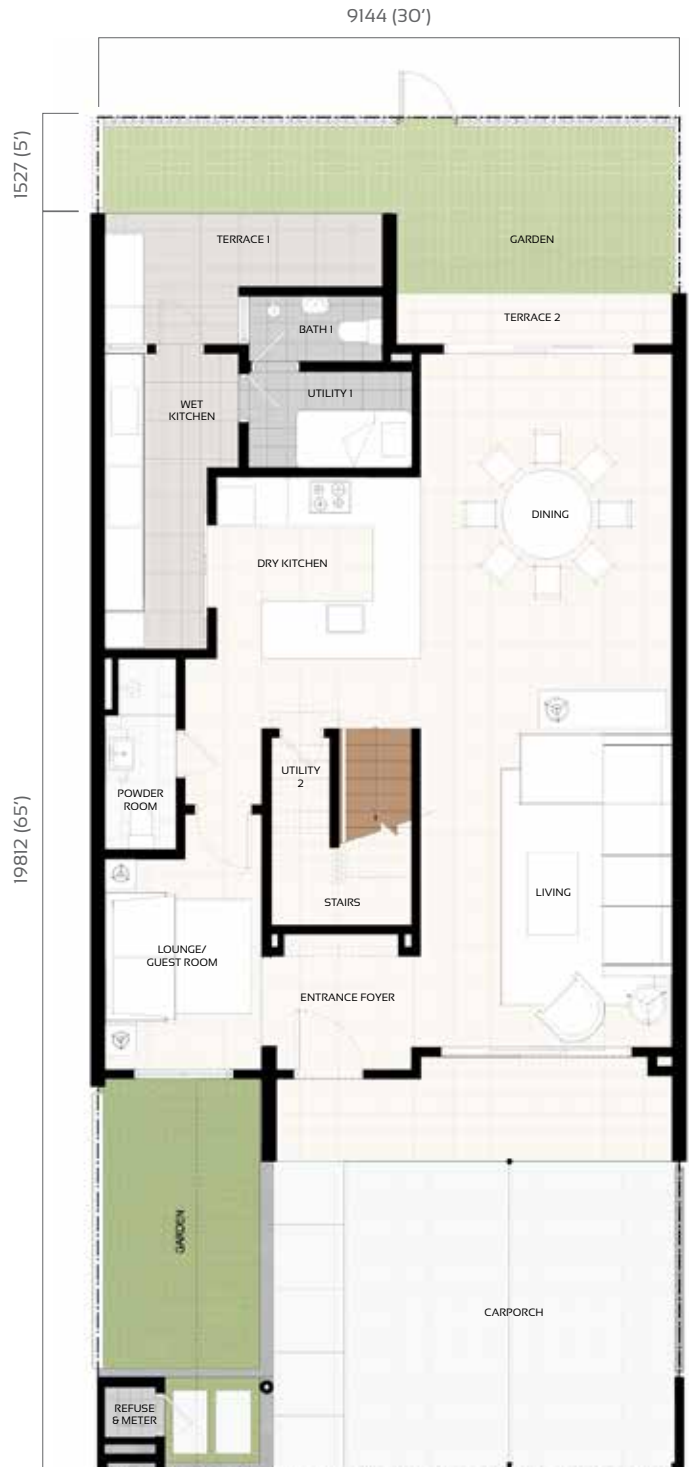 9144 (30')
1527 (5')
TERRACE 1
GARDEN
TERRACE 2
BATH 1
UTILITY 1
WET
KITCHEN
DINING
DRY KITCHEN
UTILITY
2
POWDER
ROOM
19812 (65')
LIVING
STAIRS
LOUNGE/
GUEST ROOM
ENTRANCE FOYER
GARDEN
CARPORCH
REFUSE
& METER